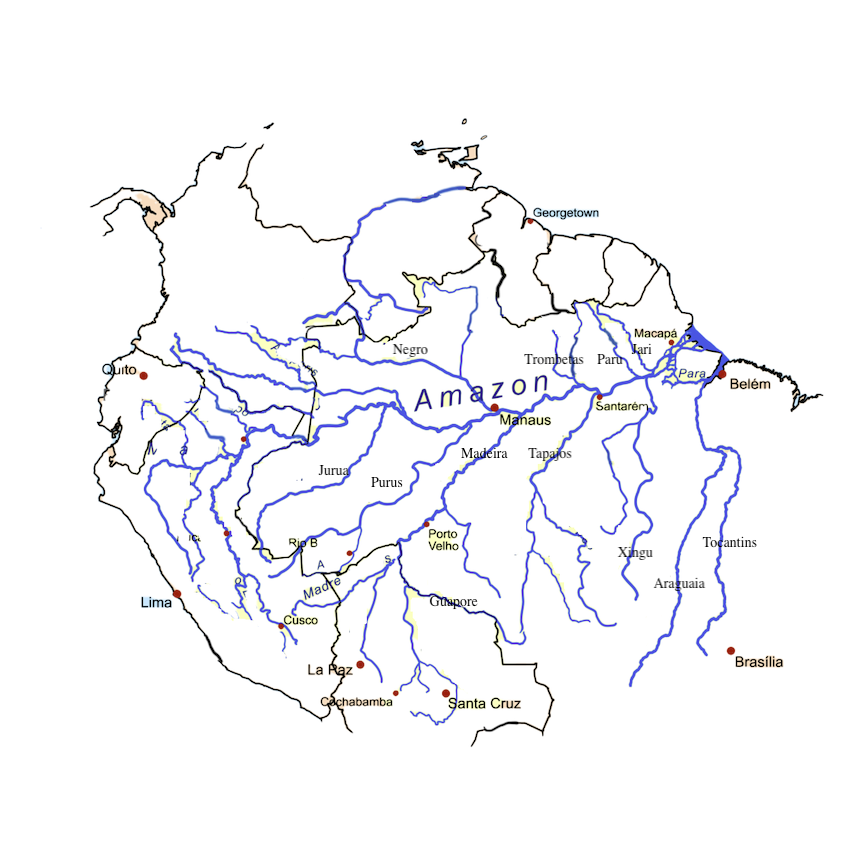 Georgetown
Macapá
Negro
Trombetas
Paru
Jari
Quito
Para
Belém
Amazon
Santarém
Manaus
Jurua
Purus
Madeira
Tapajos
Porto
Velho
Rio B
Xingu
Tocantins
A
s
Madre
Guapore
Araguaia
Lima
Cusco
La Paz
Brasília
Cochabamba
Santa Cruz